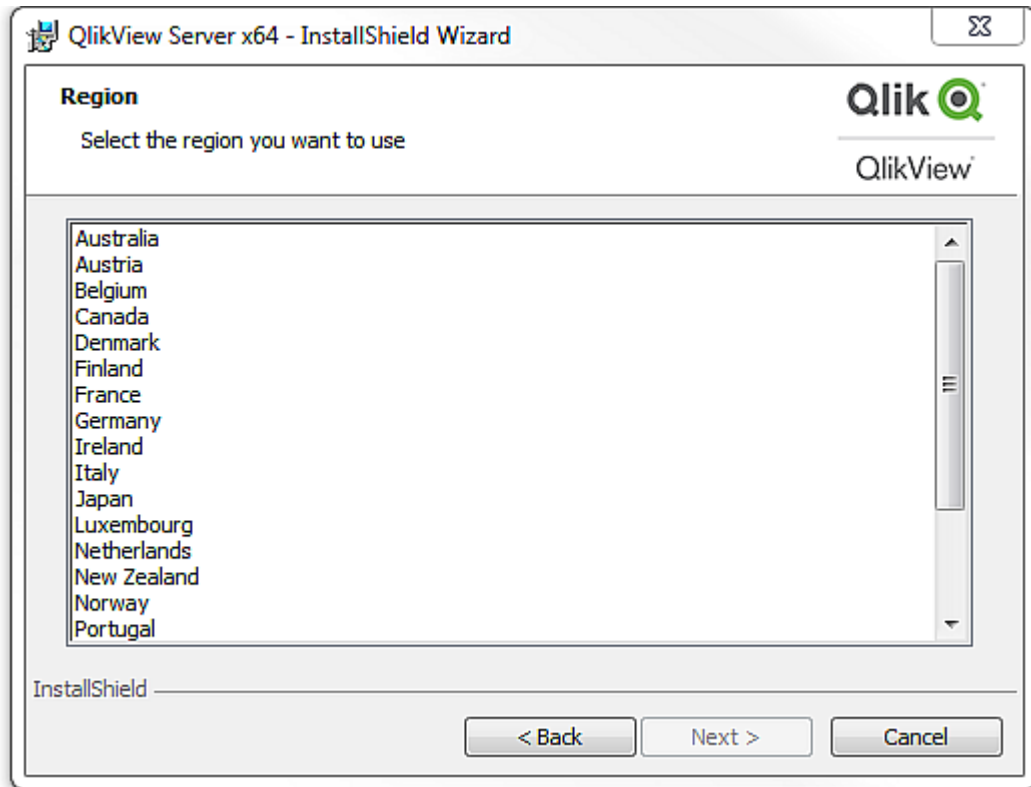 QlikView Server x64 - InstallShield Wizard
Region
Select the region you want to use
Qlik
QlikView
Australia
Austria
Belgium
Canada
Denmark
Finland
France
Germany
Ireland
Italy
Japan
Luxembourg
Netherlands
New Zealand
Norway
Portugal
InstallShield
< Back
Next >
Cancel